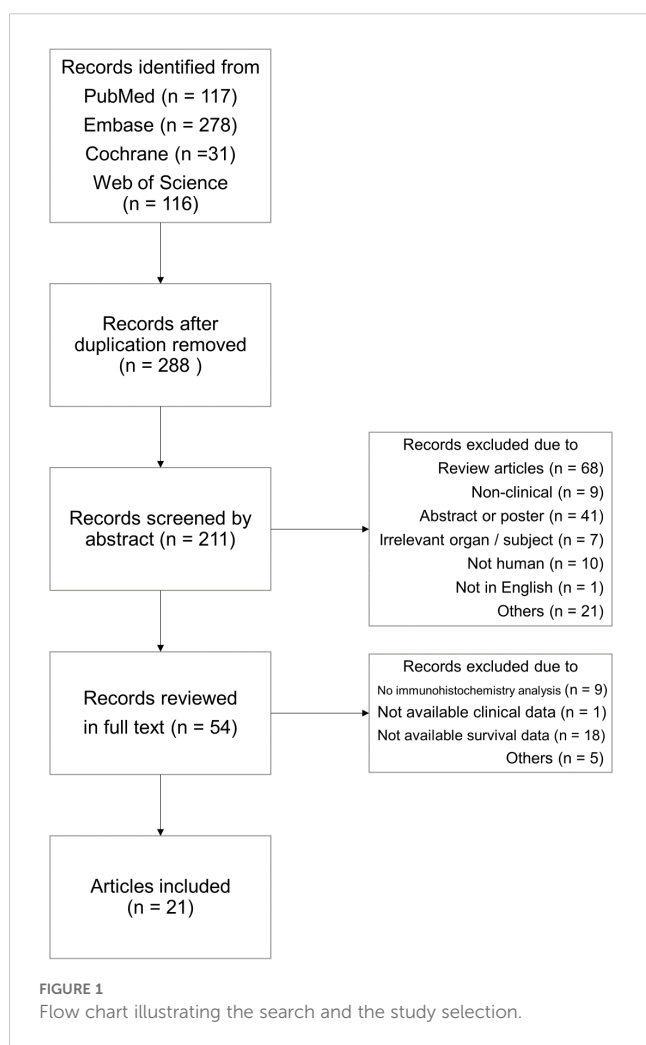 Records identified from
PubMed (n = 117)
Embase (n = 278)
Cochrane (n =31)
Web of Science
(n = 116)
Records after
duplication removed
(n = 288 )
Records screened by
abstract (n = 211)
Records excluded due to
Review articles (n = 68)
Non-clinical (n = 9)
Abstract or poster (n = 41)
Irrelevant organ / subject (n = 7)
Not human (n = 10)
Not in English (n = 1)
Others (n = 21)
Records reviewed
in full text (n = 54)
Records excluded due to
No immunohistochemistry analysis (n = 9)
Not available clinical data (n = 1)
Not available survival data (n = 18)
Others (n = 5)
Articles included
(n = 21)
FIGURE 1
Flow chart illustrating the search and the study selection.